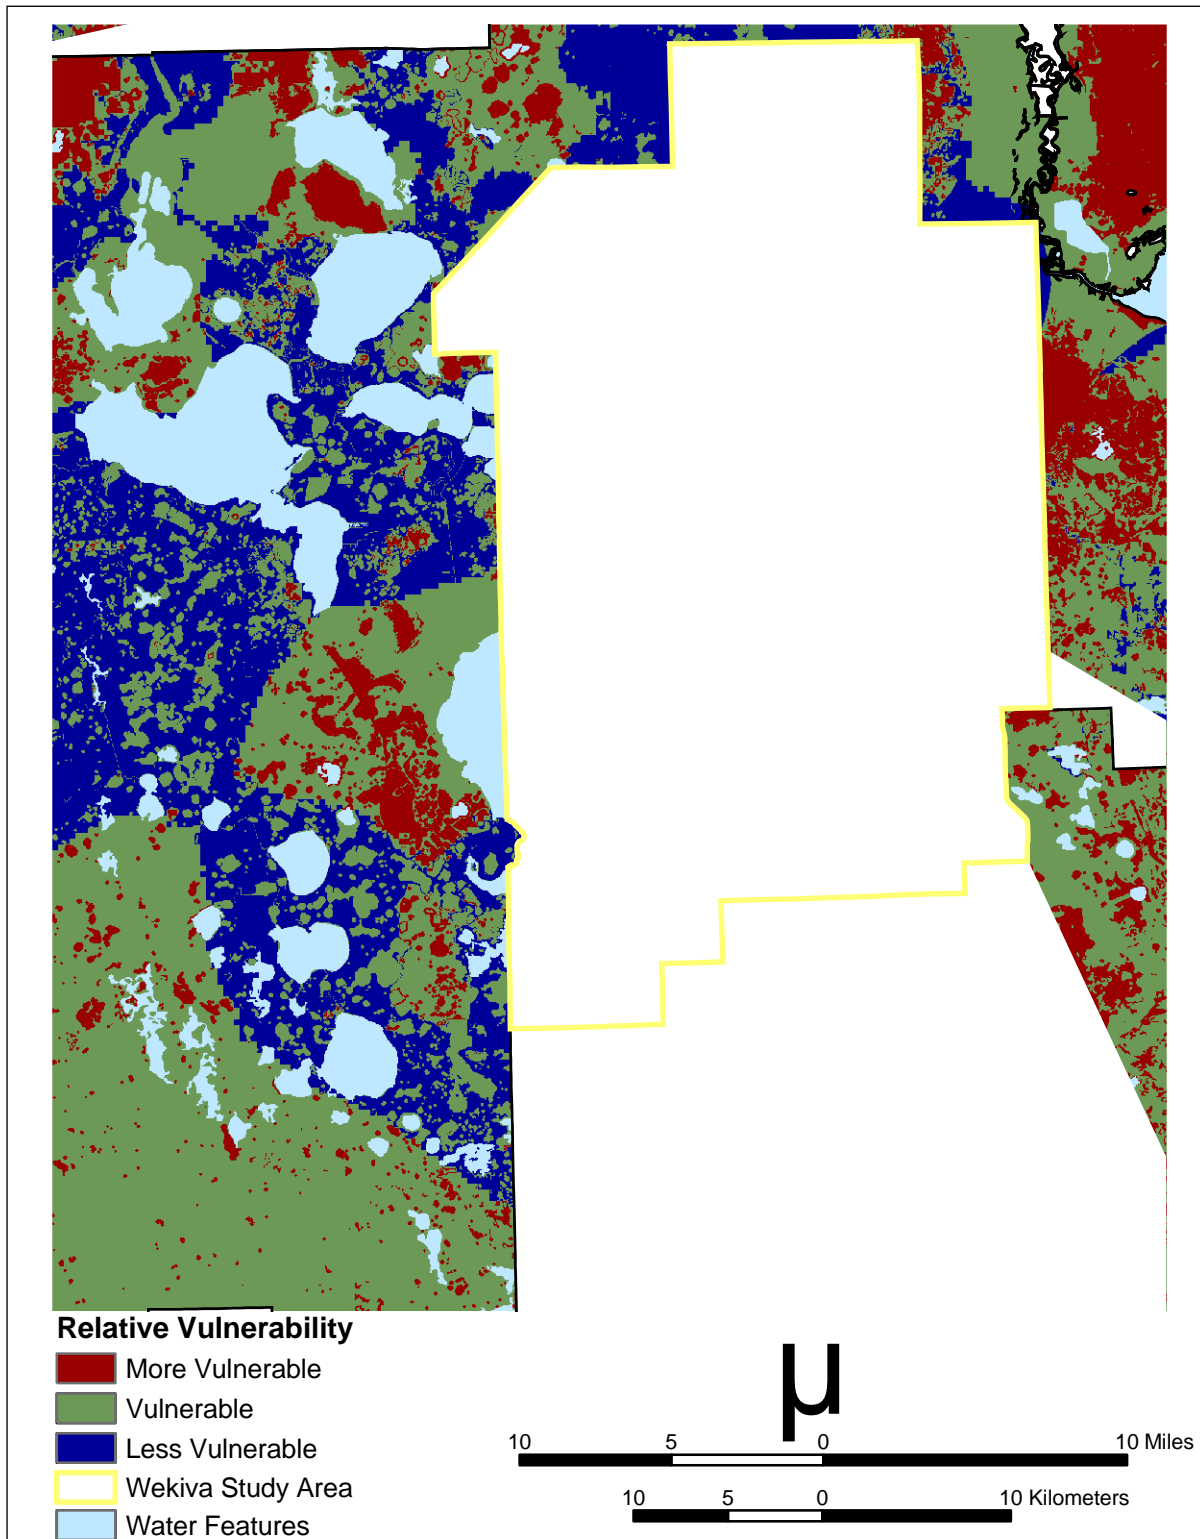 Relative Vulnerability
More Vulnerable
Vulnerable
Less Vulnerable
Wekiva Study Area
Water Features
µ
10 5 0 10 Miles
10 5 0 10 Kilometers